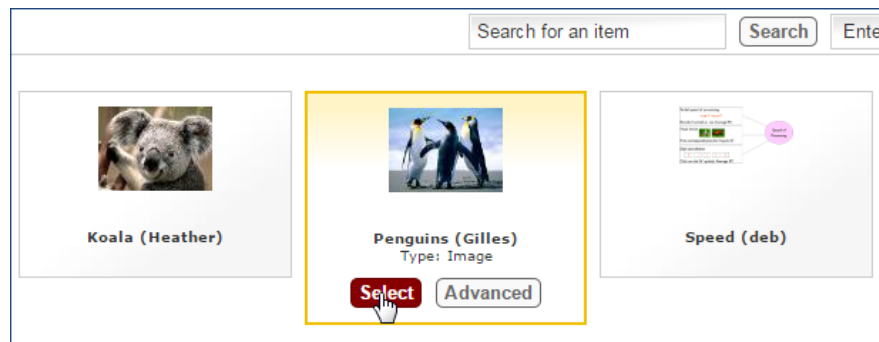 Search for an item
Search
Ente
Koala (Heather)
Penguins (Gilles)
Type: Image
Select
Advanced
Speed (deb)